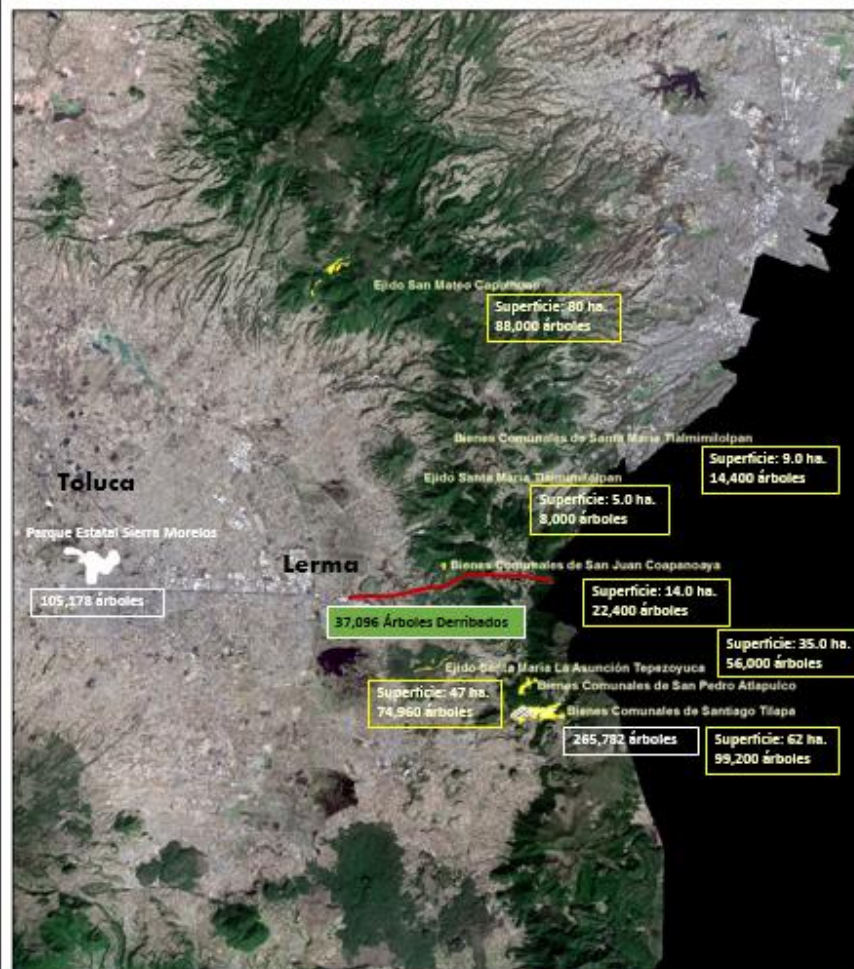 Ejido San Mateo Capulhuac
Superficie: 80 ha.
88,000 árboles
Bienes Comunales de Santa María Tlalmimilolpan
Superficie: 9.0 ha.
14,400 árboles
Ejido Santa María Tlalmimilolpan
Superficie: 5.0 ha.
8,000 árboles
Toluca
Parque Estatal Sierra Morelos
105,178 árboles
Lerma
Bienes Comunales de San Juan Coapanoaya
Superficie: 14.0 ha.
22,400 árboles
37,096 Árboles Derribados
Superficie: 35.0 ha.
56,000 árboles
Ejido Santa María La Asunción Tepezoyuca
Bienes Comunales de San Pedro Atlapulco
Superficie: 47 ha.
74,960 árboles
Bienes Comunales de Santiago Tilapa
265,782 árboles
Superficie: 62 ha.
99,200 árboles